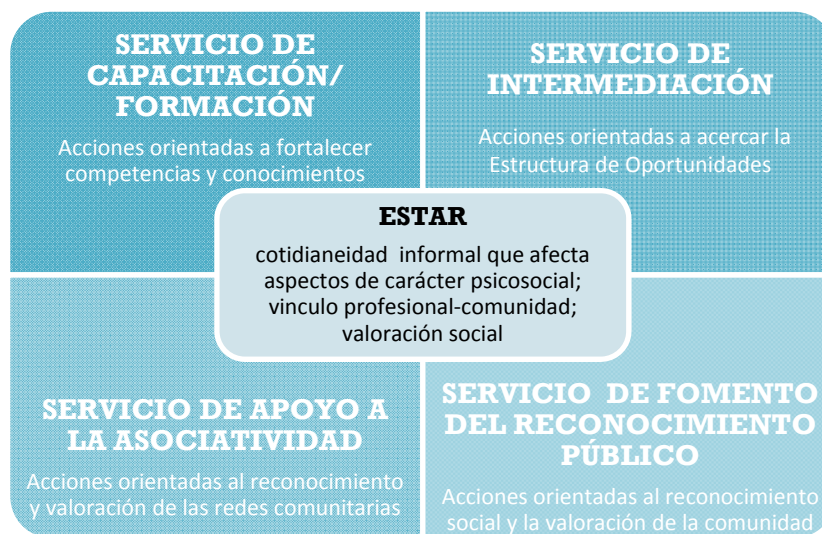 SERVICIO DE
CAPACITACIÓN/
FORMACIÓN
Acciones orientadas a fortalecer
competencias y conocimientos
SERVICIO DE
INTERMEDIACIÓN
Acciones orientadas a acercar la
Estructura de Oportunidades
ESTAR
cotidianeidad informal que afecta
aspectos de carácter psicosocial;
vinculo profesional-comunidad;
valoración social
SERVICIO DE APOYO A
LA ASOCIATIVIDAD
Acciones orientadas al reconocimiento
y valoración de las redes comunitarias
SERVICIO DE FOMENTO
DEL RECONOCIMIENTO
PÚBLICO
Acciones orientadas al reconocimiento
social y la valoración de la comunidad